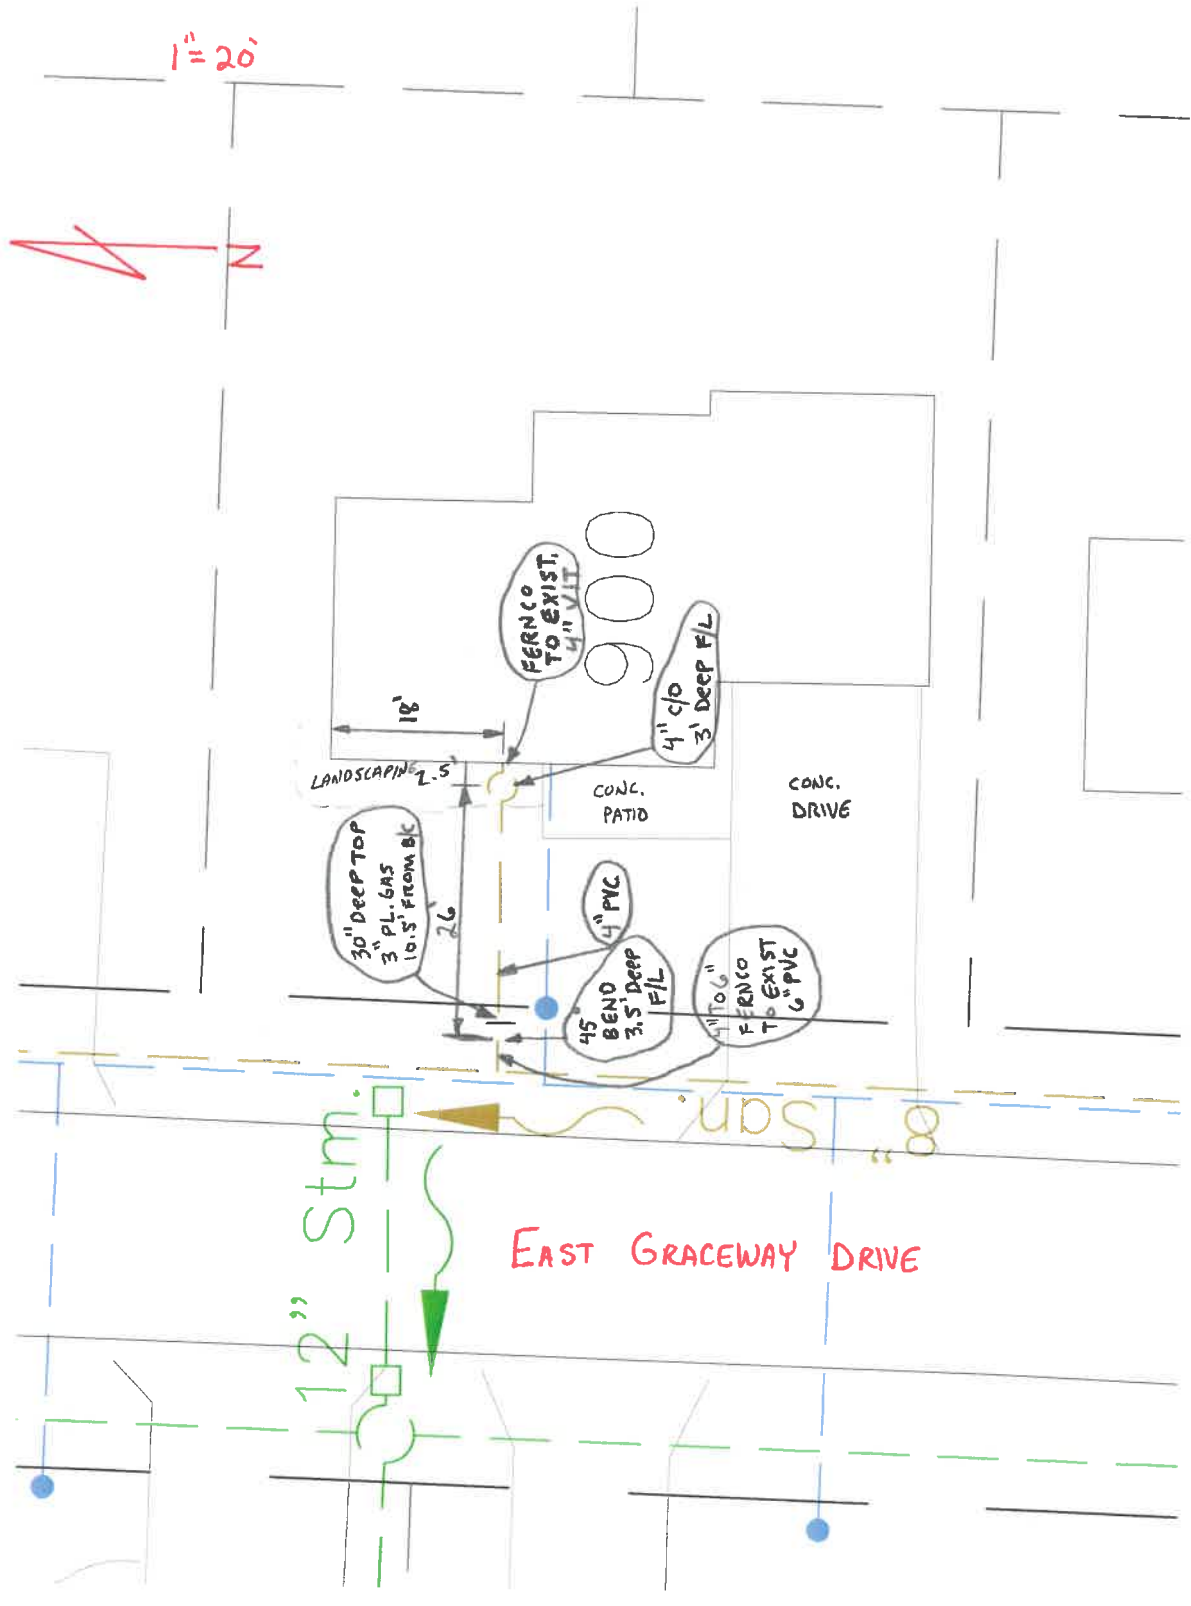 1"= 20'
N
900
FERNCO
TO EXIST.
4" VIT
18'
4" C/O
3' DEEP F/L
LANDSCAPING
2.5'
CONC.
PATIO
CONC.
DRIVE
30" DEEP TOP
3" PL. GAS
10.5' FROM B/C
26'
4" PVC
45°
BEND
3.5' DEEP
F/L
4" TO 6"
FERNCO
TO EXIST
6" PVC
8" San.
12" Stm.
EAST GRACEWAY DRIVE